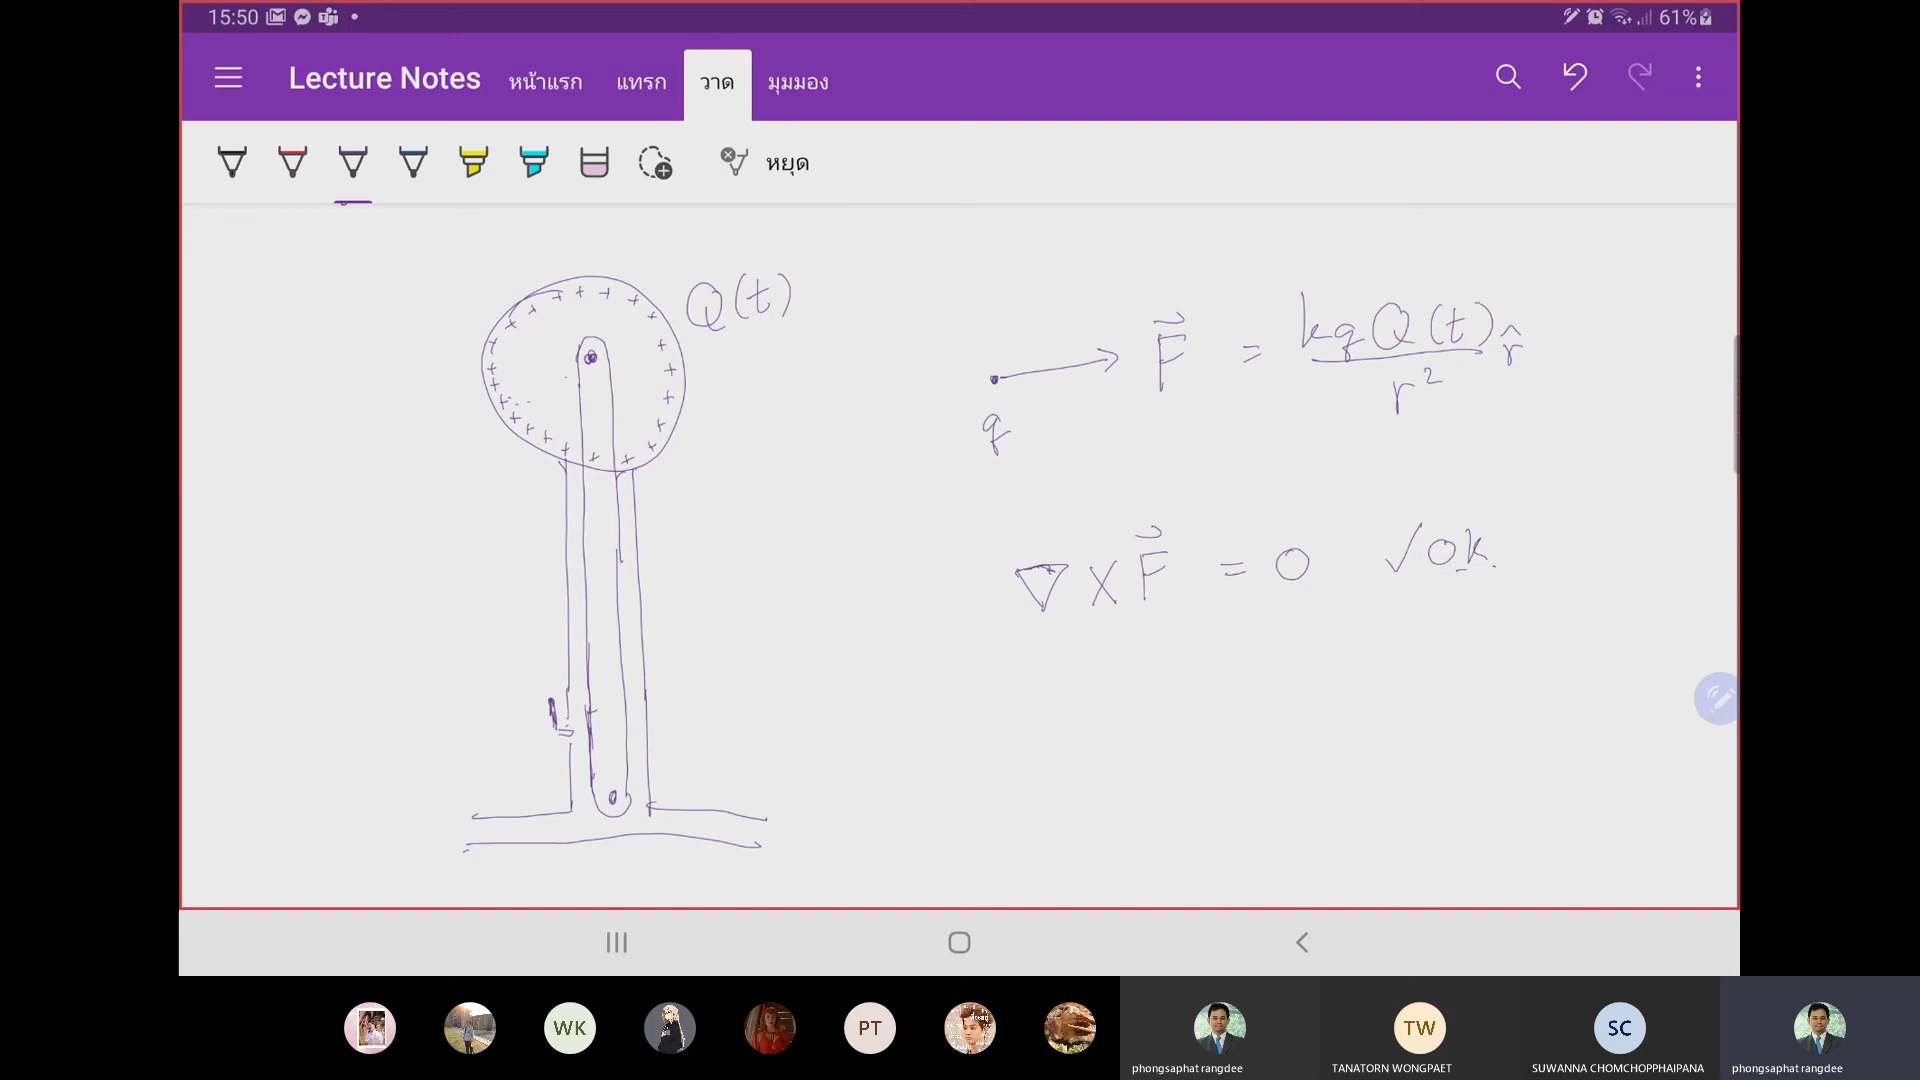 15:50
61%
Lecture Notes หน้าแรก แทรก วาด มุมมอง
หยุด
Q(t)
q
F⃗ = kqQ(t)/r² r̂
∇ × F⃗ = 0 ✓ ok.
WK PT TW SC
phongsaphat rangdee TANATORN WONGPAET SUWANNA CHOMCHOPPHAIPANA phongsaphat rangdee